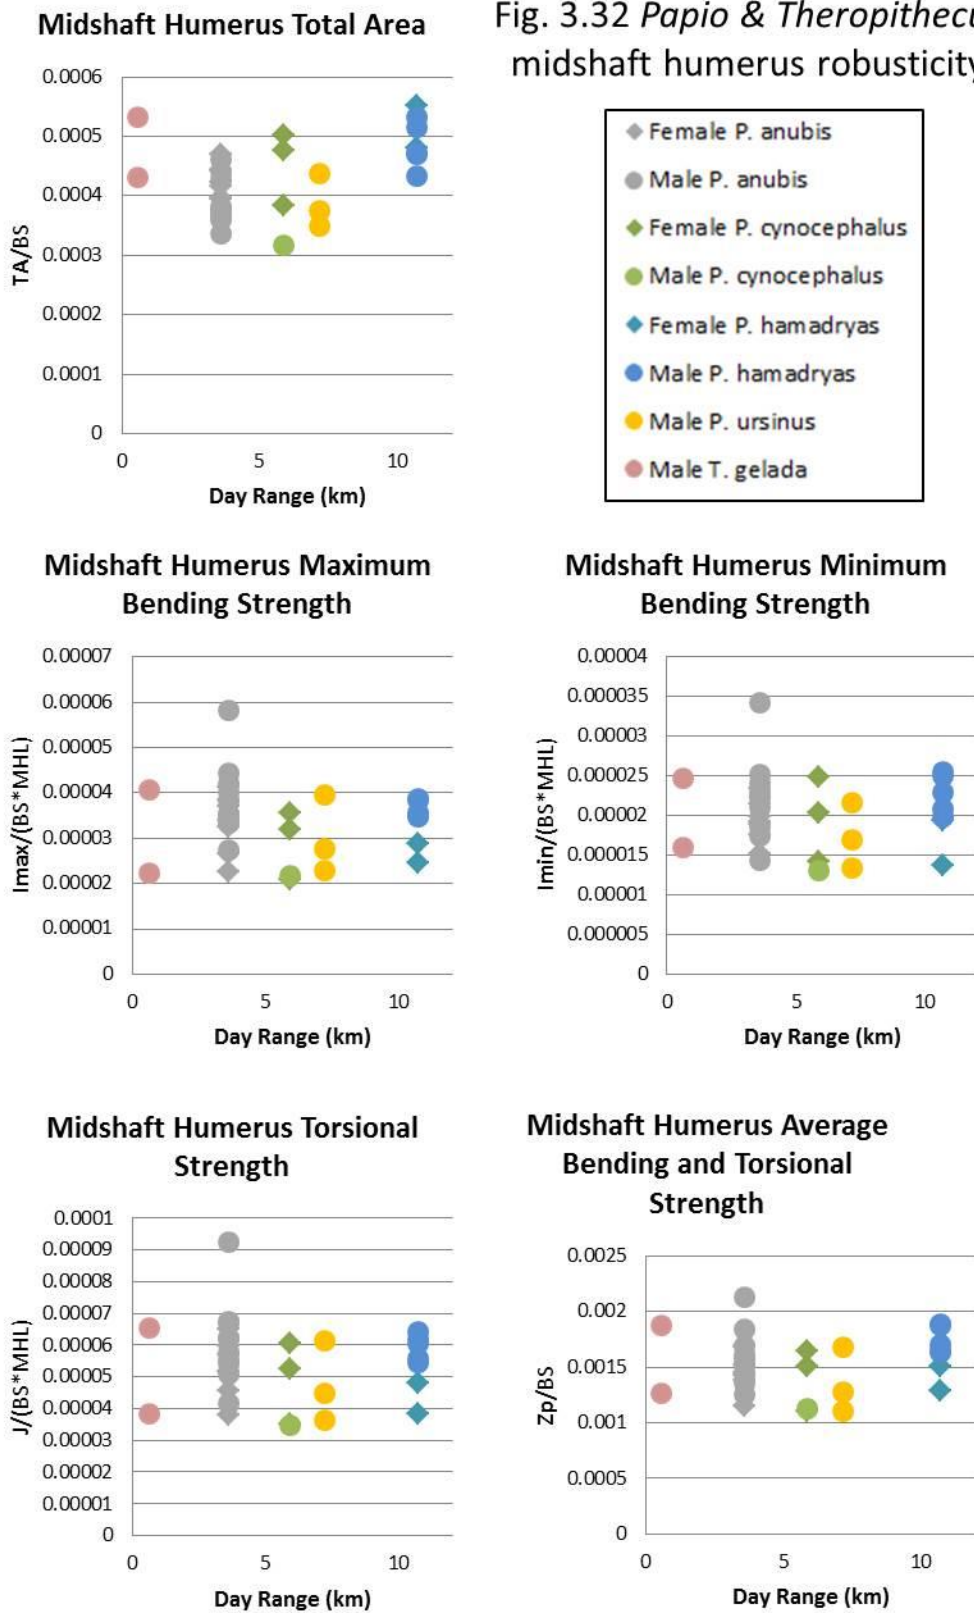 Midshaft Humerus Total Area
Fig. 3.32 Papio & Theropithecu
midshaft humerus robusticity
0.0006
0.0005
0.0004
0.0003
0.0002
0.0001
0
TA/BS
0
5
10
Day Range (km)
Female P. anubis
Male P. anubis
Female P. cynocephalus
Male P. cynocephalus
Female P. hamadryas
Male P. hamadryas
Male P. ursinus
Male T. gelada
Midshaft Humerus Maximum
Bending Strength
0.00007
0.00006
0.00005
0.00004
0.00003
0.00002
0.00001
0
Imax/(BS*MHL)
0
5
10
Day Range (km)
Midshaft Humerus Minimum
Bending Strength
0.00004
0.000035
0.00003
0.000025
0.00002
0.000015
0.00001
0.000005
0
Imin/(BS*MHL)
0
5
10
Day Range (km)
Midshaft Humerus Torsional
Strength
0.0001
0.00009
0.00008
0.00007
0.00006
0.00005
0.00004
0.00003
0.00002
0.00001
0
J/(BS*MHL)
0
5
10
Day Range (km)
Midshaft Humerus Average
Bending and Torsional
Strength
0.0025
0.002
0.0015
0.001
0.0005
0
Zp/BS
0
5
10
Day Range (km)